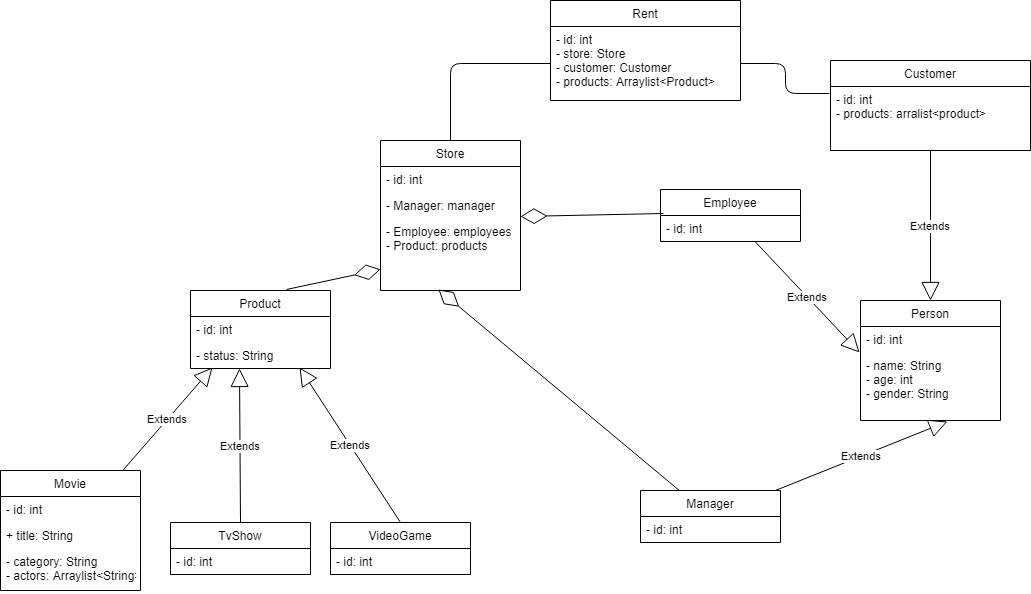 Rent
- id: int
- store: Store
- customer: Customer
- products: Arraylist<Product>
Customer
- id: int
- products: arralist<product>
Store
- id: int
- Manager: manager
- Employee: employees
- Product: products
Employee
- id: int
Extends
Extends
Product
- id: int
- status: String
Person
- id: int
- name: String
- age: int
- gender: String
Extends
Extends
Extends
Extends
Movie
- id: int
+ title: String
- category: String
- actors: Arraylist<String:
TvShow
- id: int
VideoGame
- id: int
Manager
- id: int